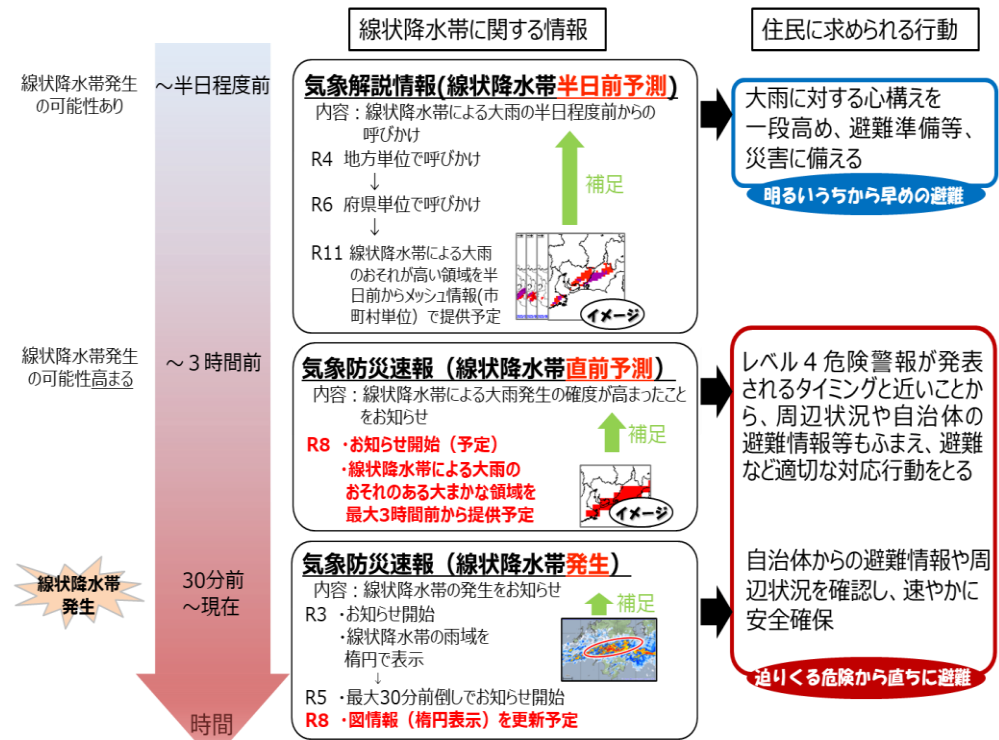 線状降水帯に関する情報
住民に求められる行動
線状降水帯発生
の可能性あり
～半日程度前
気象解説情報(線状降水帯半日前予測)
内容：線状降水帯による大雨の半日程度前からの
呼びかけ
R4 地方単位で呼びかけ
↓
R6 府県単位で呼びかけ
↓
R11 線状降水帯による大雨
のおそれが高い領域を半
日前からメッシュ情報(市
町村単位）で提供予定
補足
イメージ
大雨に対する心構えを
一段高め、避難準備等、
災害に備える
明るいうちから早めの避難
線状降水帯発生
の可能性高まる
～３時間前
気象防災速報（線状降水帯直前予測）
内容：線状降水帯による大雨発生の確度が高まったこと
をお知らせ
R8 ・お知らせ開始（予定）
・線状降水帯による大雨の
おそれのある大まかな領域を
最大3時間前から提供予定
補足
イメージ
レベル４危険警報が発表
されるタイミングと近いことか
ら、周辺状況や自治体の
避難情報等もふまえ、避難
など適切な対応行動をとる
線状降水帯
発生
30分前
～現在
気象防災速報（線状降水帯発生）
内容：線状降水帯の発生をお知らせ
R3 ・お知らせ開始
・線状降水帯の雨域を
楕円で表示
↓
R5 ・最大30分前倒しでお知らせ開始
R8 ・図情報（楕円表示）を更新予定
補足
自治体からの避難情報や周
辺状況を確認し、速やかに
安全確保
迫りくる危険から直ちに避難
時間